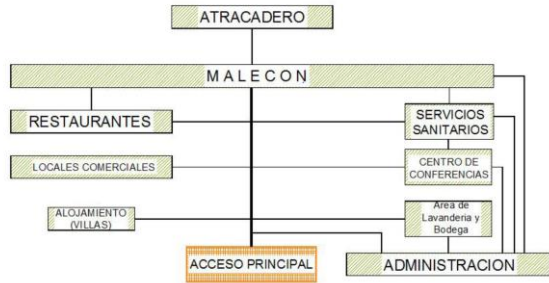 ATRACADERO
MALECON
RESTAURANTES
SERVICIOS
SANITARIOS
LOCALES COMERCIALES
CENTRO DE
CONFERENCIAS
ALOJAMIENTO
(VILLAS)
Area de
Lavanderia y
Bodega
ACCESO PRINCIPAL
ADMINISTRACION